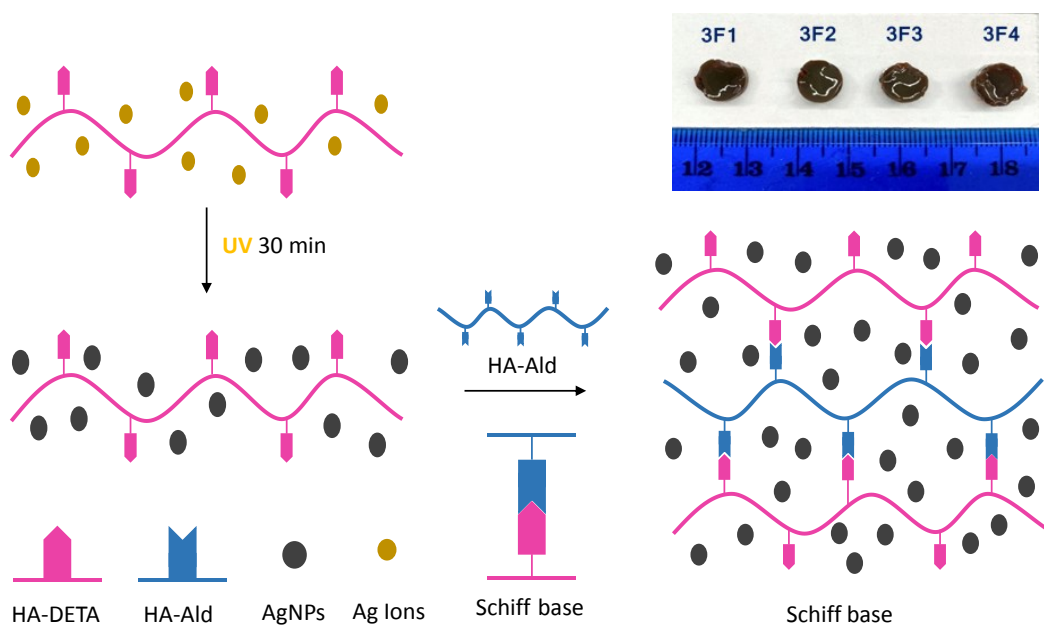 3F1 3F2 3F3 3F4
12 13 14 15 16 17 18
UV 30 min
HA-Ald
HA-DETA HA-Ald AgNPs Ag Ions Schiff base Schiff base